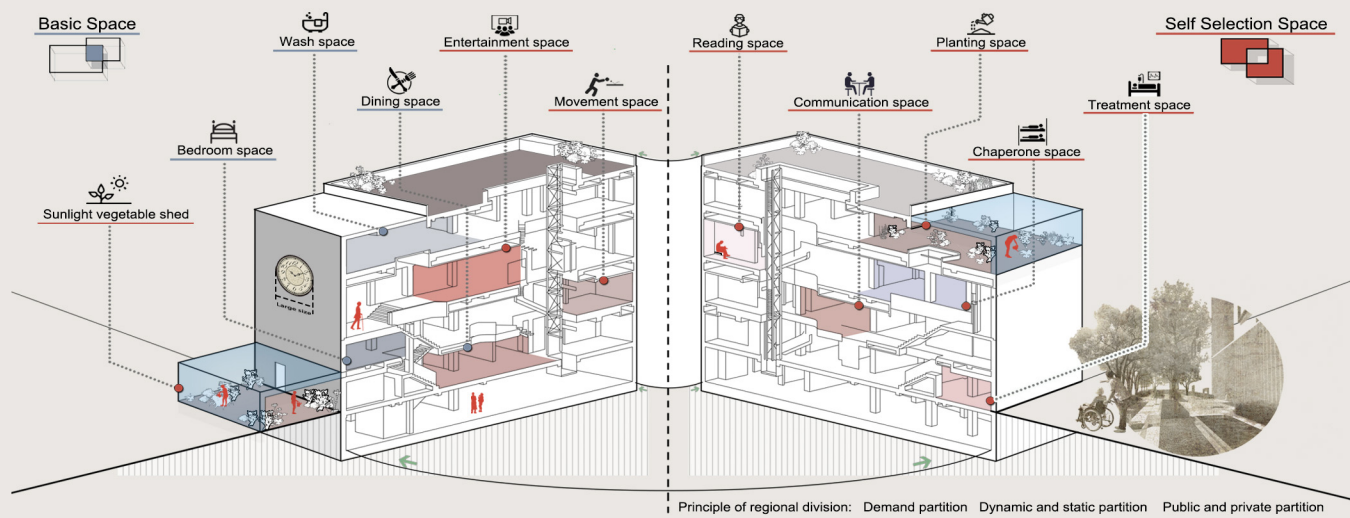 Basic Space
Wash space
Entertainment space
Reading space
Planting space
Self Selection Space
Dining space
Movement space
Communication space
Treatment space
Bedroom space
Chaperone space
Sunlight vegetable shed
Large size
Principle of regional division: Demand partition Dynamic and static partition Public and private partition